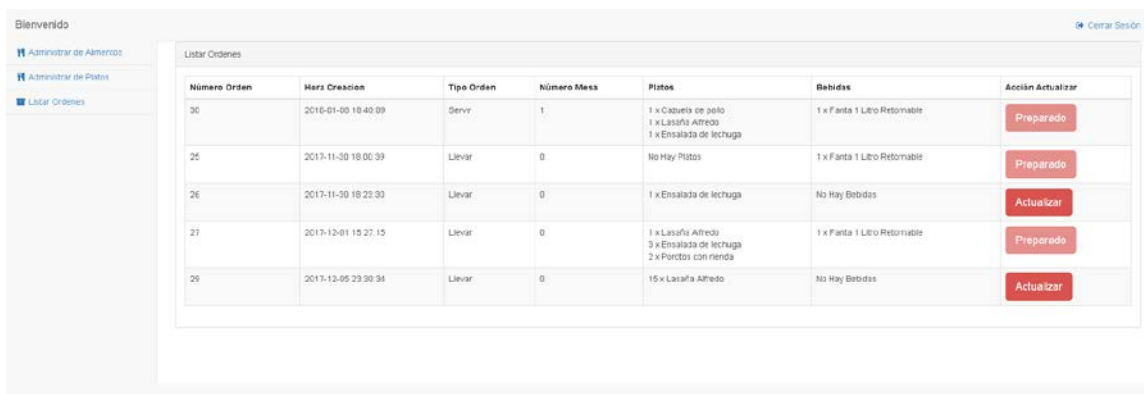 Bienvenido
Cerrar Sesión
Administrar de Alimentos
Administrar de Platos
Listar Ordenes
Listar Ordenes
Número Orden Hora Creacion Tipo Orden Número Mesa Platos Bebidas Acción Actualizar
30 2018-01-00 18:40:09 Servir 1 1 x Cazuela de pollo 1 x Fanta 1 Litro Retornable Preparado
1 x Lasaña Alfredo
1 x Ensalada de lechuga
25 2017-11-30 18:00:39 Llevar 0 No Hay Platos 1 x Fanta 1 Litro Retornable Preparado
26 2017-11-30 18:23:30 Llevar 0 1 x Ensalada de lechuga No Hay Bebidas Actualizar
27 2017-12-01 15:27:15 Llevar 0 1 x Lasaña Alfredo 1 x Fanta 1 Litro Retornable Preparado
3 x Ensalada de lechuga
2 x Porotos con rienda
29 2017-12-05 23:30:34 Llevar 0 15 x Lasaña Alfredo No Hay Bebidas Actualizar